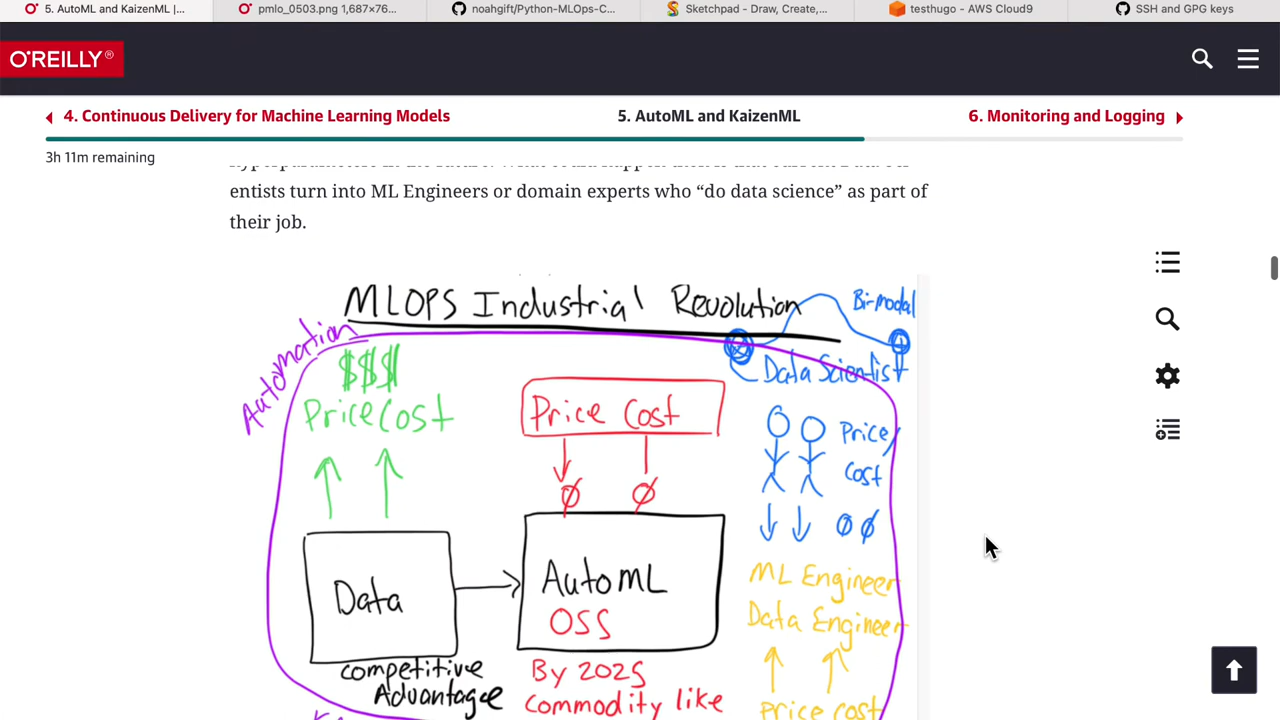 5. AutoML and KaizenML |...
pmlo_0503.png 1,687×76...
noahgift/Python-MLOps-C...
Sketchpad - Draw, Create,...
testhugo - AWS Cloud9
SSH and GPG keys
O'REILLY®
4. Continuous Delivery for Machine Learning Models
5. AutoML and KaizenML
6. Monitoring and Logging
3h 11m remaining
entists turn into ML Engineers or domain experts who “do data science” as part of
their job.
MLOPS Industrial Revolution
Bi-modal
Automation
$$$
Price Cost
Price Cost
Data Scientist
Price/
Cost
Ø Ø
Ø Ø
Data
AutoML
OSS
ML Engineer
Data Engineer
Competitive
Advantage
By 2025
Commodity like
Price Cost